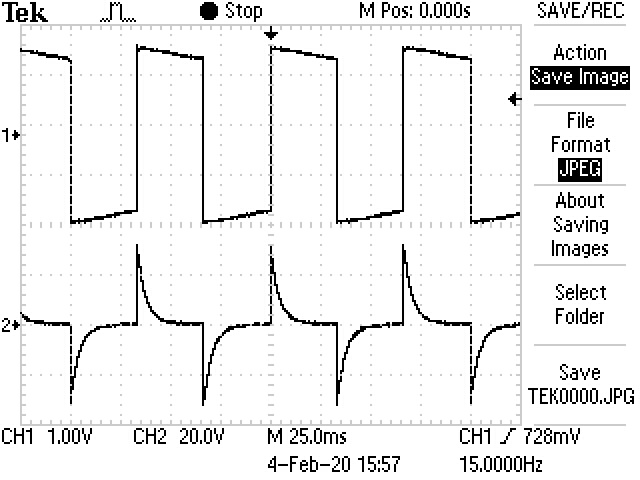 Tek Stop M Pos: 0.000s SAVE/REC
Action
Save Image
File
Format
JPEG
About
Saving
Images
Select
Folder
Save
TEK0000.JPG
1
2
CH1 1.00V CH2 20.0V M 25.0ms CH1 728mV
4-Feb-20 15:57 15.0000Hz